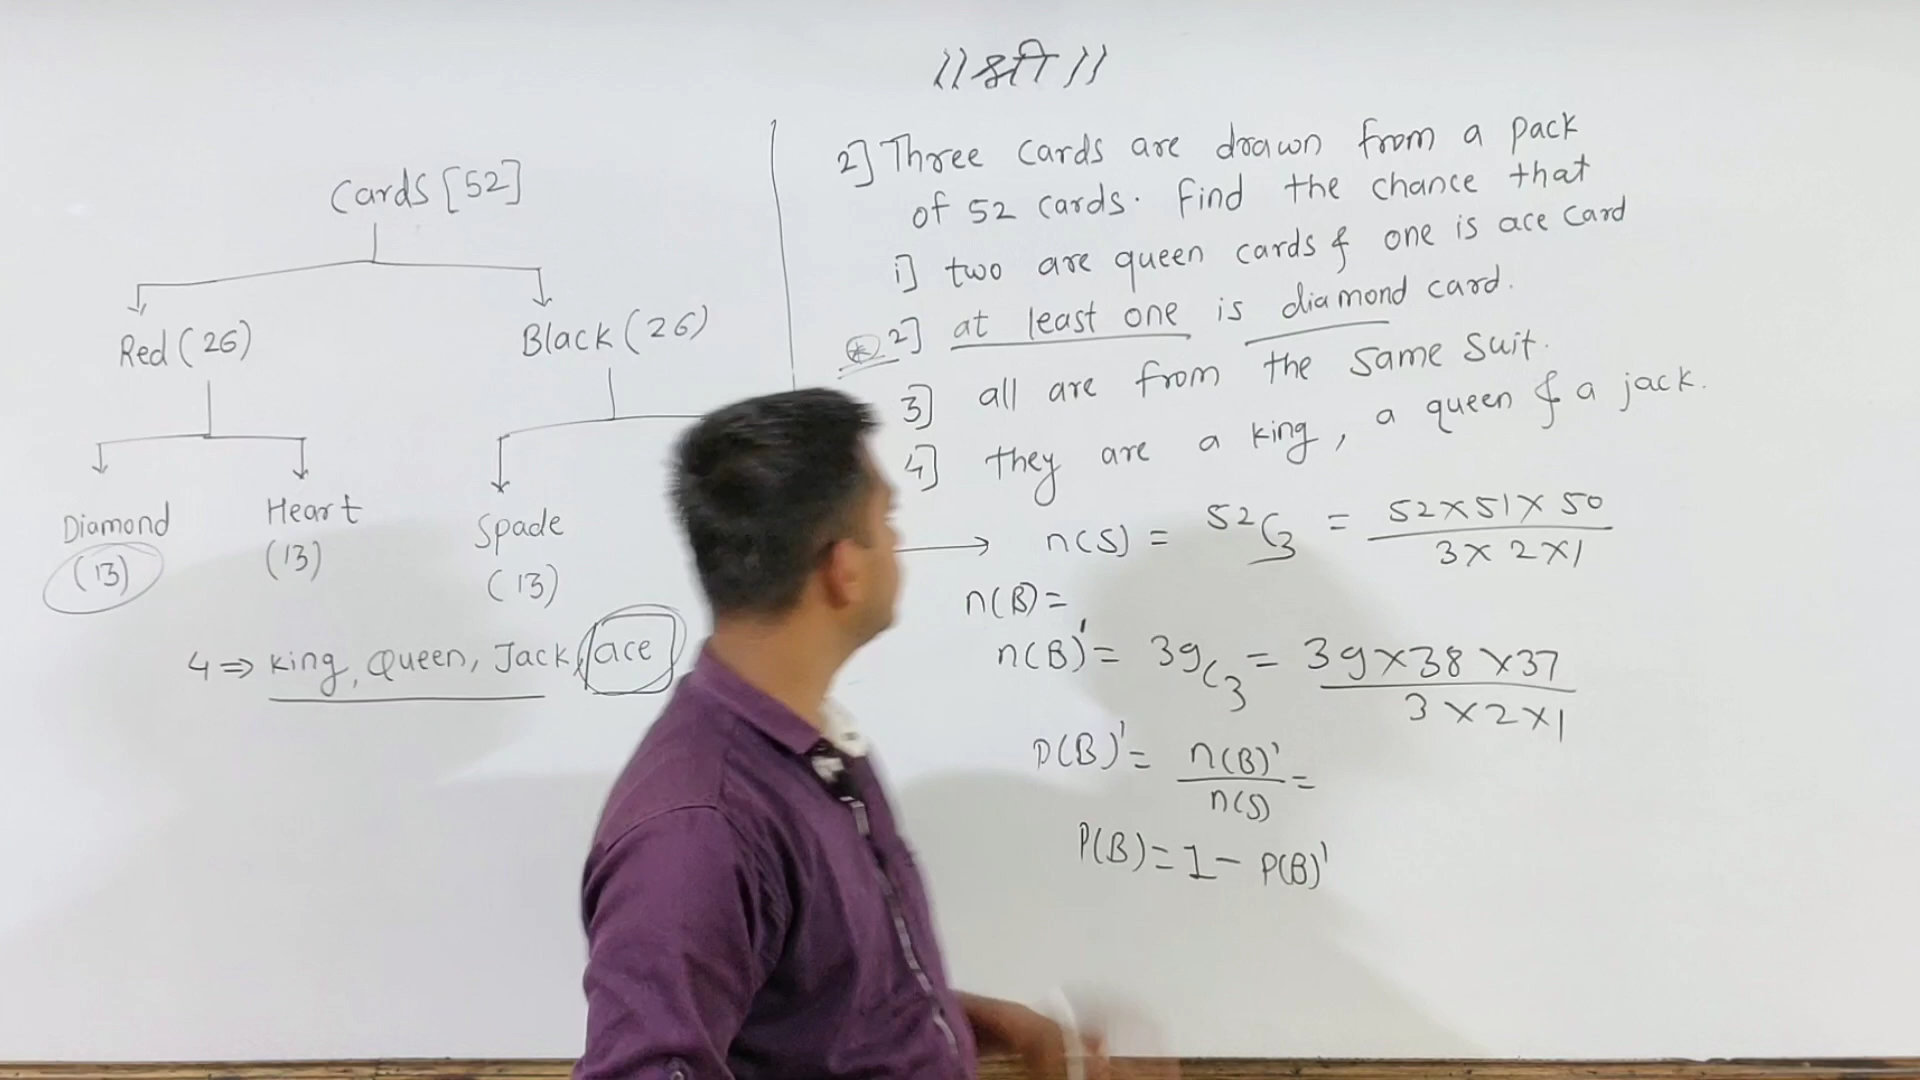 ॥ श्री ॥
Cards [52]
Red (26)
Black (26)
Diamond
(13)
Heart
(13)
Spade
(13)
4 ⇒ King, Queen, Jack, ace
2] Three cards are drawn from a pack
of 52 cards. Find the chance that
i] two are queen cards & one is ace card
* 2] at least one is diamond card.
3] all are from the same suit.
4] they are a king, a queen & a jack.
→ n(S) = ⁵²C₃ = 52×51×50 / 3×2×1
n(B) =
n(B)' = 39C₃ = 39×38×37 / 3×2×1
P(B)' = n(B)' / n(S) =
P(B) = 1 - P(B)'